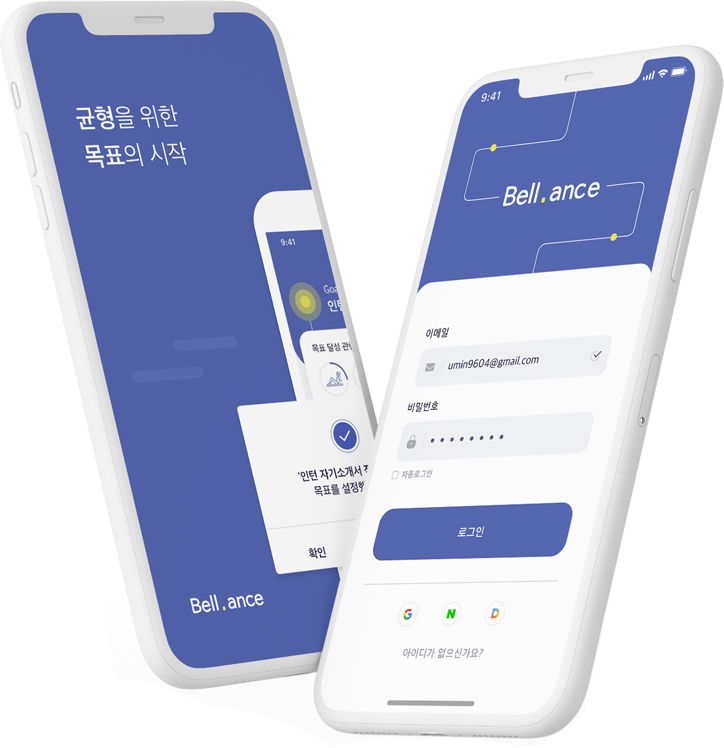 균형을 위한
목표의 시작
9:41
Goa
인턴
목표 달성 관
'인턴 자기소개서
목표를 설정
확인
Bell.ance
9:41
Bell.ance
이메일
umin9604@gmail.com
비밀번호
자동로그인
로그인
G N D
아이디가 없으신가요?